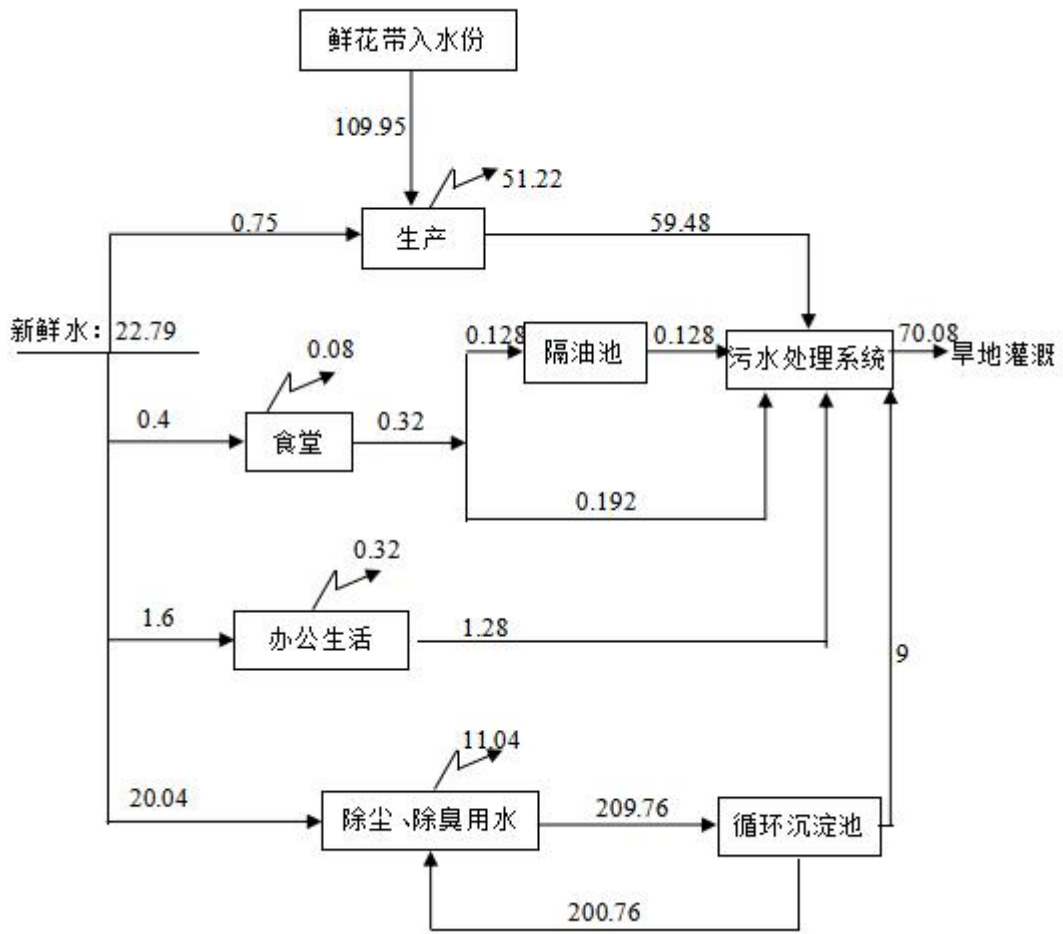 鲜花带入水份
109.95
51.22
0.75
生产
59.48
新鲜水：22.79
0.08
0.128
隔油池
0.128
污水处理系统
70.08
旱地灌溉
0.4
食堂
0.32
0.192
0.32
1.6
办公生活
1.28
9
11.04
20.04
除尘、除臭用水
209.76
循环沉淀池
200.76